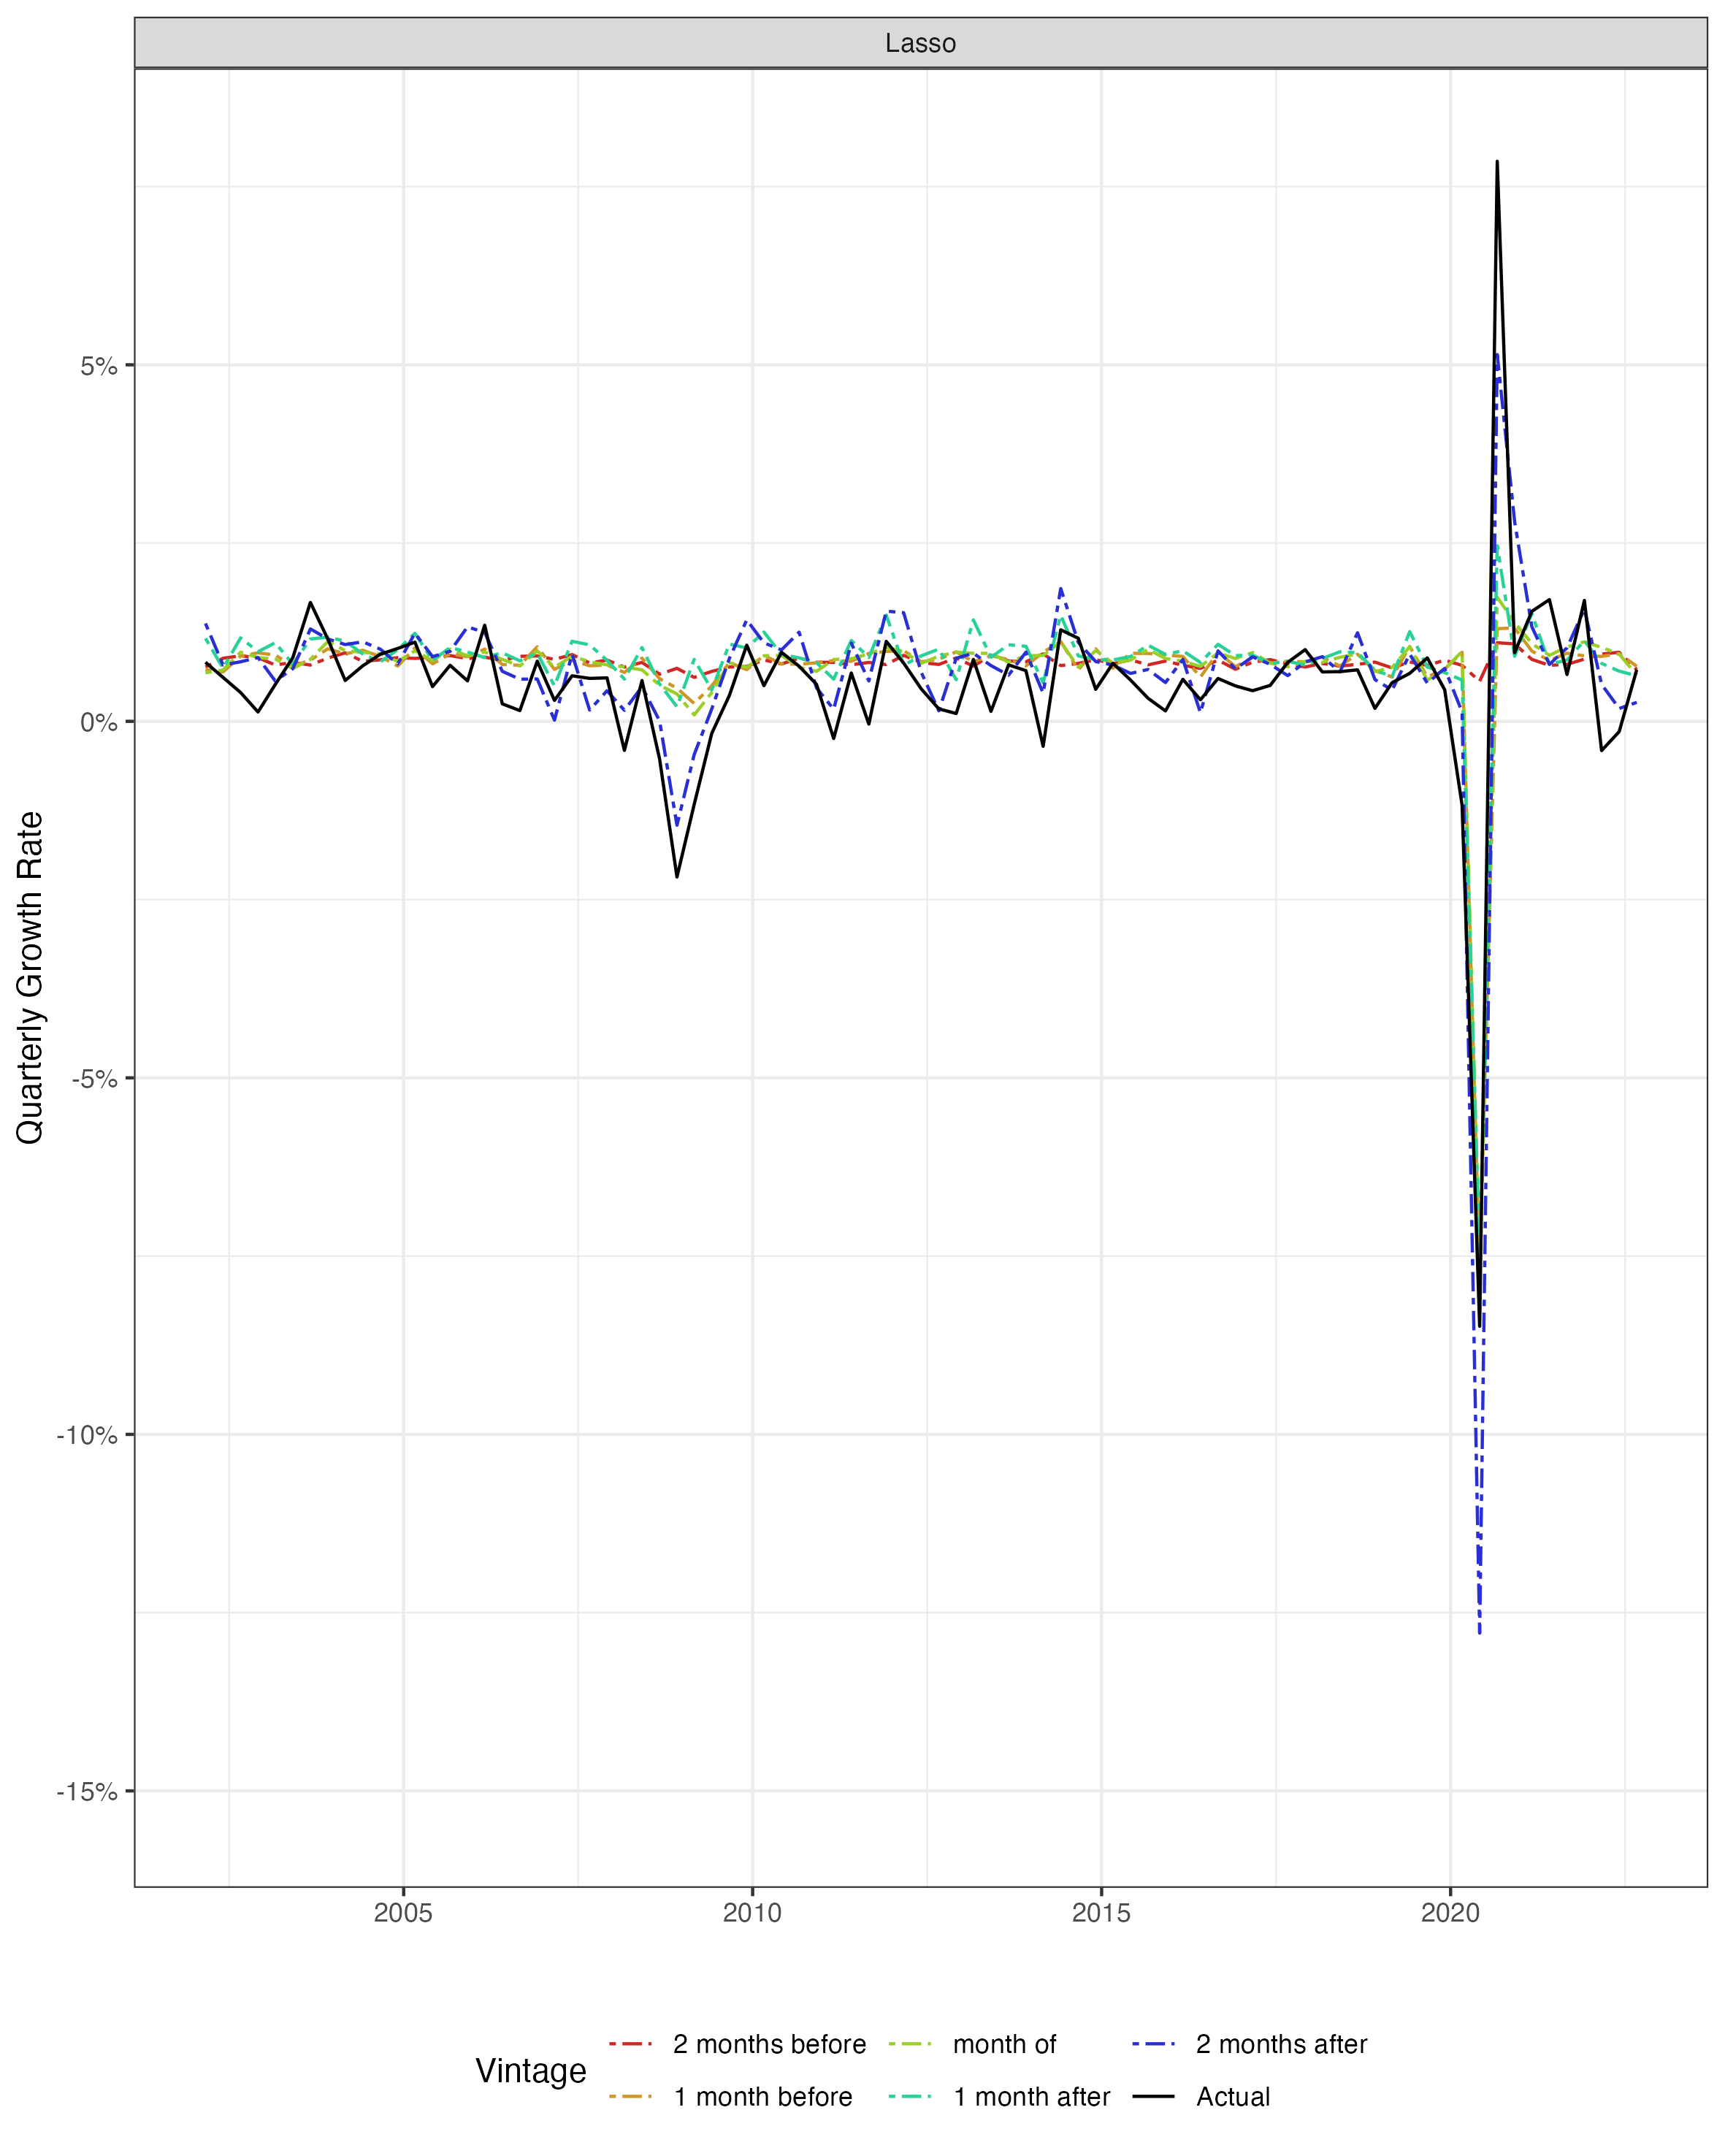 Lasso
Quarterly Growth Rate
5%
0%
-5%
-10%
-15%
2005 2010 2015 2020
Vintage
2 months before month of 2 months after
1 month before 1 month after Actual